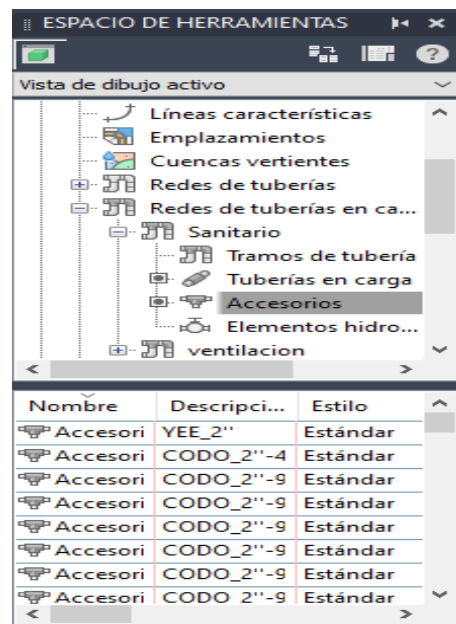 ESPACIO DE HERRAMIENTAS
Vista de dibujo activo
Líneas caracterís​ticas
Emplazamientos
Cuencas vertientes
Redes de tuberías
Redes de tuberías en ca...
Sanitario
Tramos de tubería
Tuberías en carga
Accesorios
Elementos hidro...
ventilacion
Nombre Descripci... Estilo
Accesori YEE_2'' Estándar
Accesori CODO_2''-4 Estándar
Accesori CODO_2''-9 Estándar
Accesori CODO_2''-9 Estándar
Accesori CODO_2''-9 Estándar
Accesori CODO_2''-9 Estándar
Accesori CODO_2''-9 Estándar
Accesori CODO_2''-9 Estándar